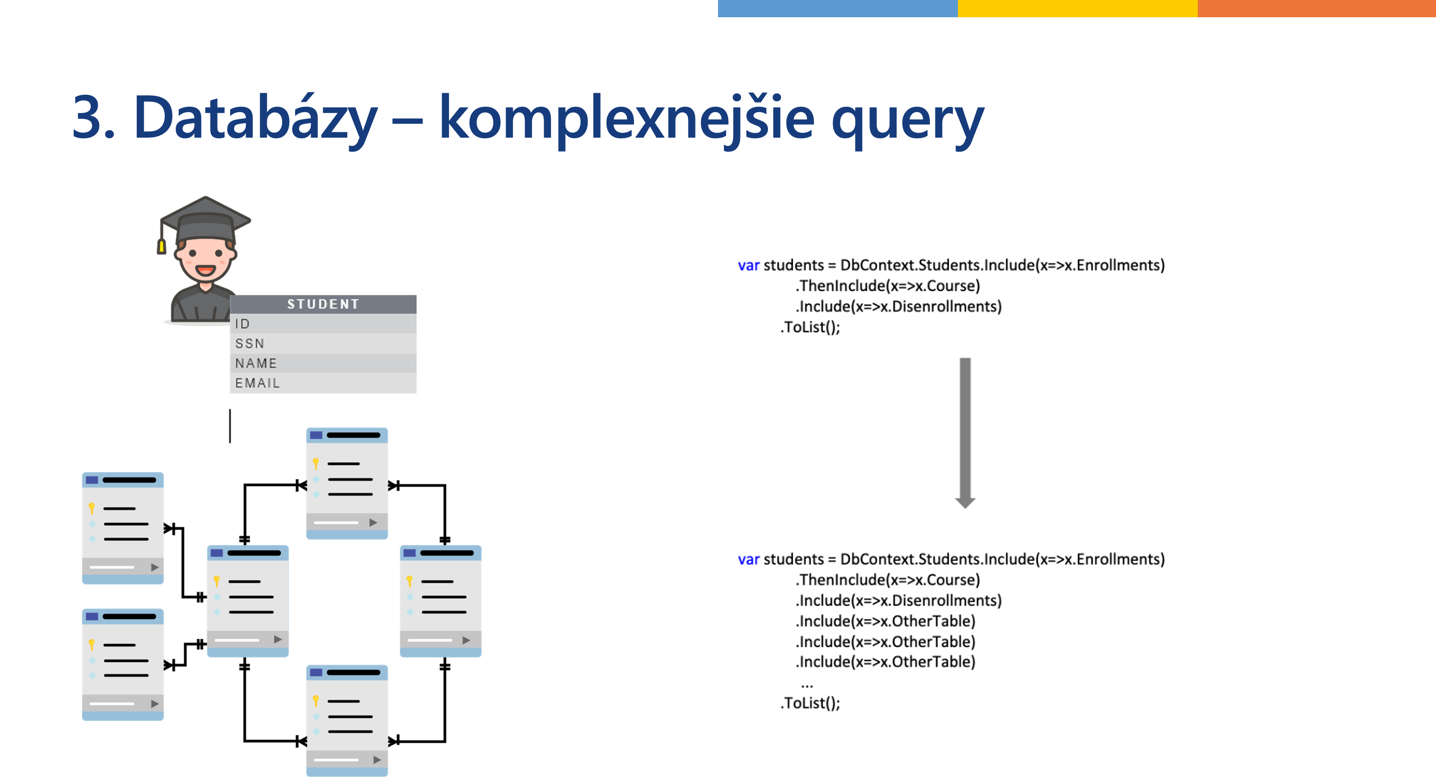 3. Databázy – komplexnejšie query
STUDENT
ID
SSN
NAME
EMAIL
var students = DbContext.Students.Include(x=>x.Enrollments)
.ThenInclude(x=>x.Course)
.Include(x=>x.Disenrollments)
.ToList();
var students = DbContext.Students.Include(x=>x.Enrollments)
.ThenInclude(x=>x.Course)
.Include(x=>x.Disenrollments)
.Include(x=>x.OtherTable)
.Include(x=>x.OtherTable)
.Include(x=>x.OtherTable)
...
.ToList();